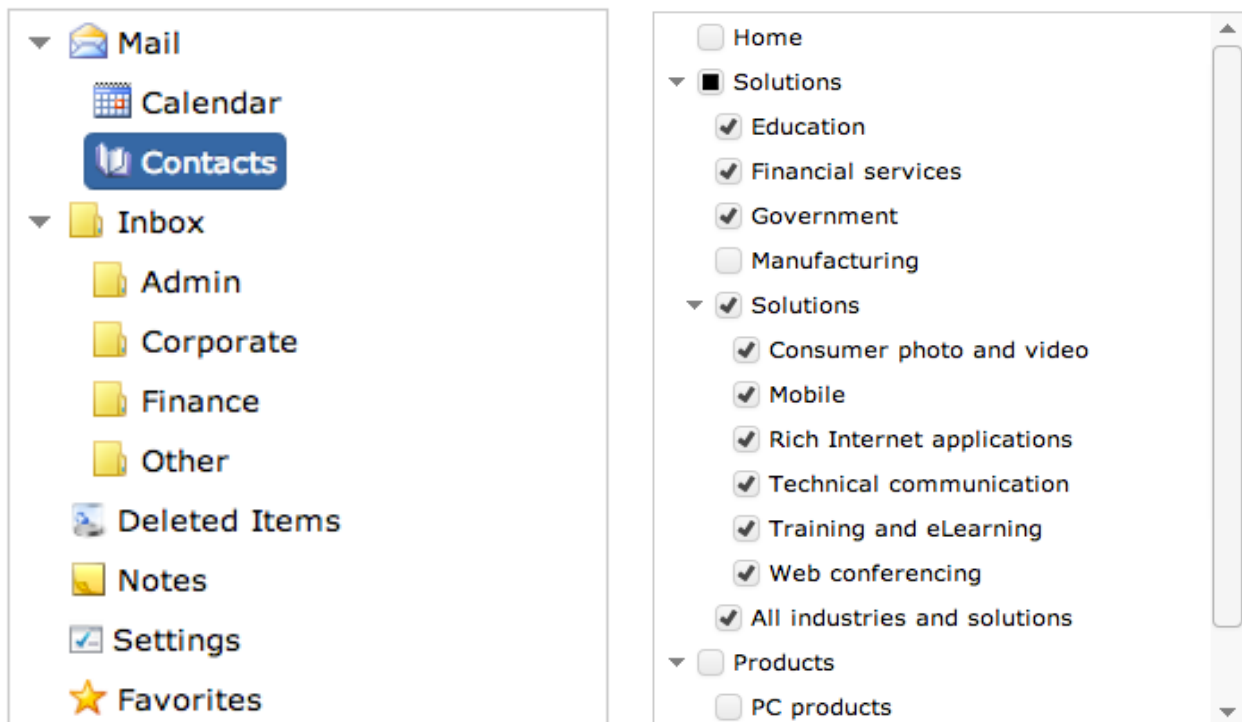 Mail
Calendar
Contacts
Inbox
Admin
Corporate
Finance
Other
Deleted Items
Notes
Settings
Favorites
Home
Solutions
Education
Financial services
Government
Manufacturing
Solutions
Consumer photo and video
Mobile
Rich Internet applications
Technical communication
Training and eLearning
Web conferencing
All industries and solutions
Products
PC products